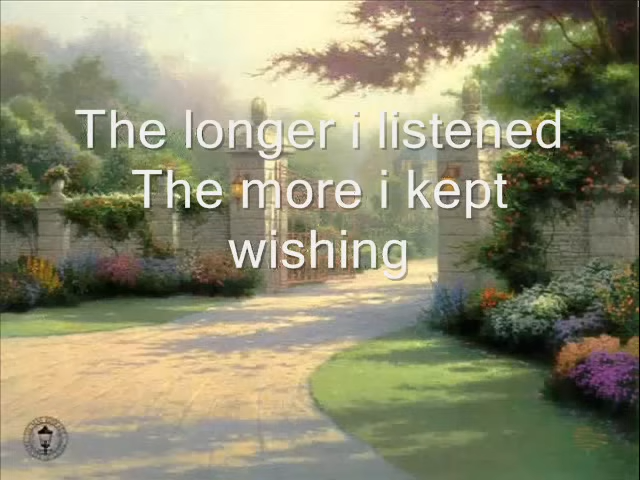 The longer i listened
The more i kept
wishing